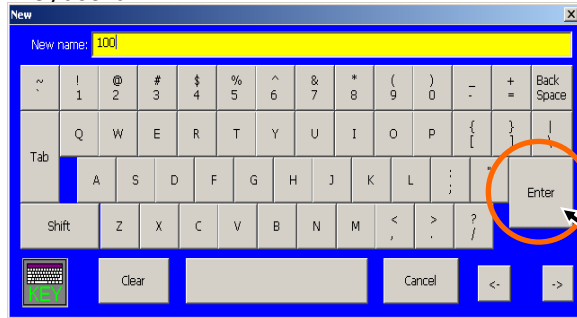 New X
New name: 100
~ ! @ # $ % ^ & * ( ) _ + Back
` 1 2 3 4 5 6 7 8 9 0 - = Space
Q W E R T Y U I O P { } |
[ ] \
Tab
A S D F G H J K L : "
; Enter
Shift Z X C V B N M < > ?
, . /
KEY Clear Cancel <- ->